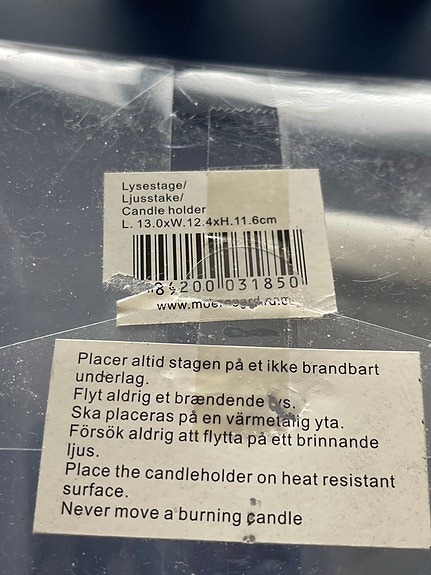 Lysestage/
Ljusstake/
Candle holder
L. 13.0xW.12.4xH.11.6cm
200 031850
Placer altid stagen på et ikke brandbart
underlag.
Flyt aldrig et brændende
Ska placeras på en värmetålig yta.
Försök aldrig att flytta på ett brinnande
ljus.
Place the candleholder on heat resistant
surface.
Never move a burning candle